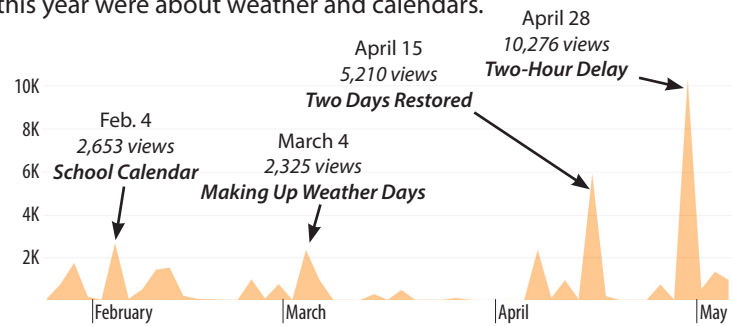 this year were about weather and calendars.
April 28
10,276 views
Two-Hour Delay
April 15
5,210 views
Two Days Restored
Feb. 4
2,653 views
School Calendar
March 4
2,325 views
Making Up Weather Days
10K
8K
6K
4K
2K
February
March
April
May